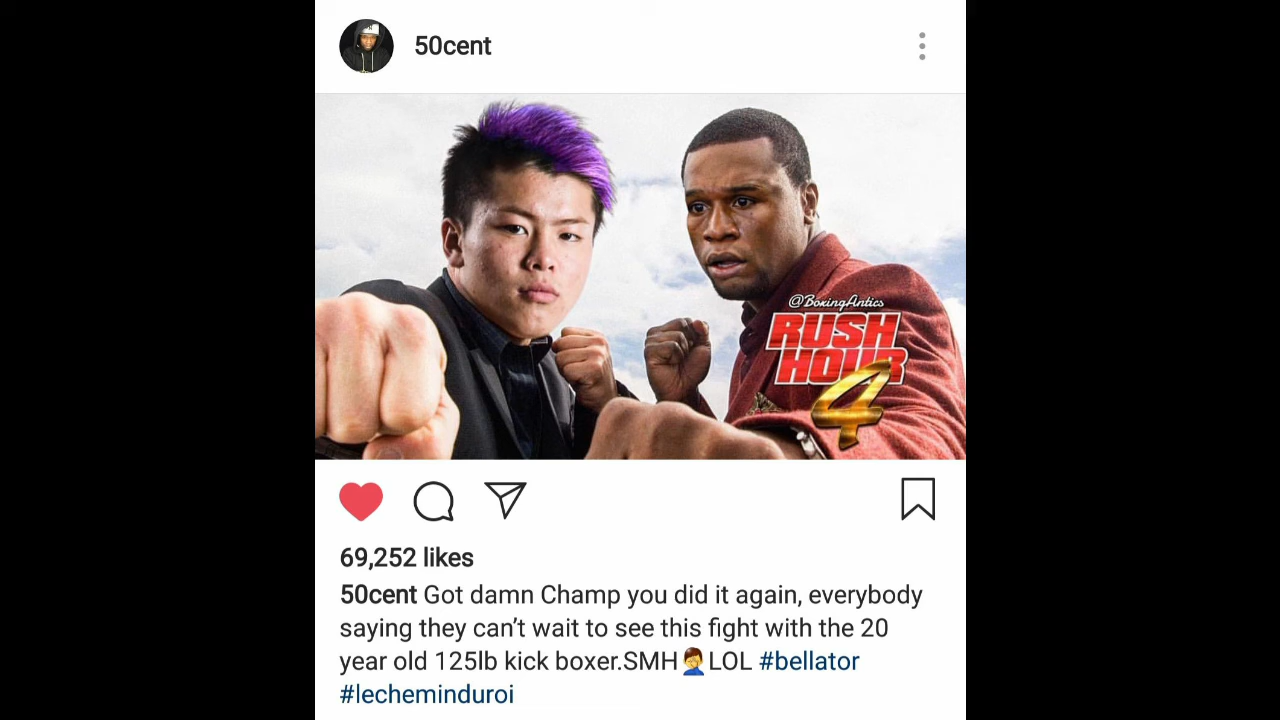 50cent
@BoxingAntics
RUSH
HOUR
4
69,252 likes
50cent Got damn Champ you did it again, everybody
saying they can't wait to see this fight with the 20
year old 125lb kick boxer.SMH🤦‍♂️LOL #bellator
#lecheminduroi